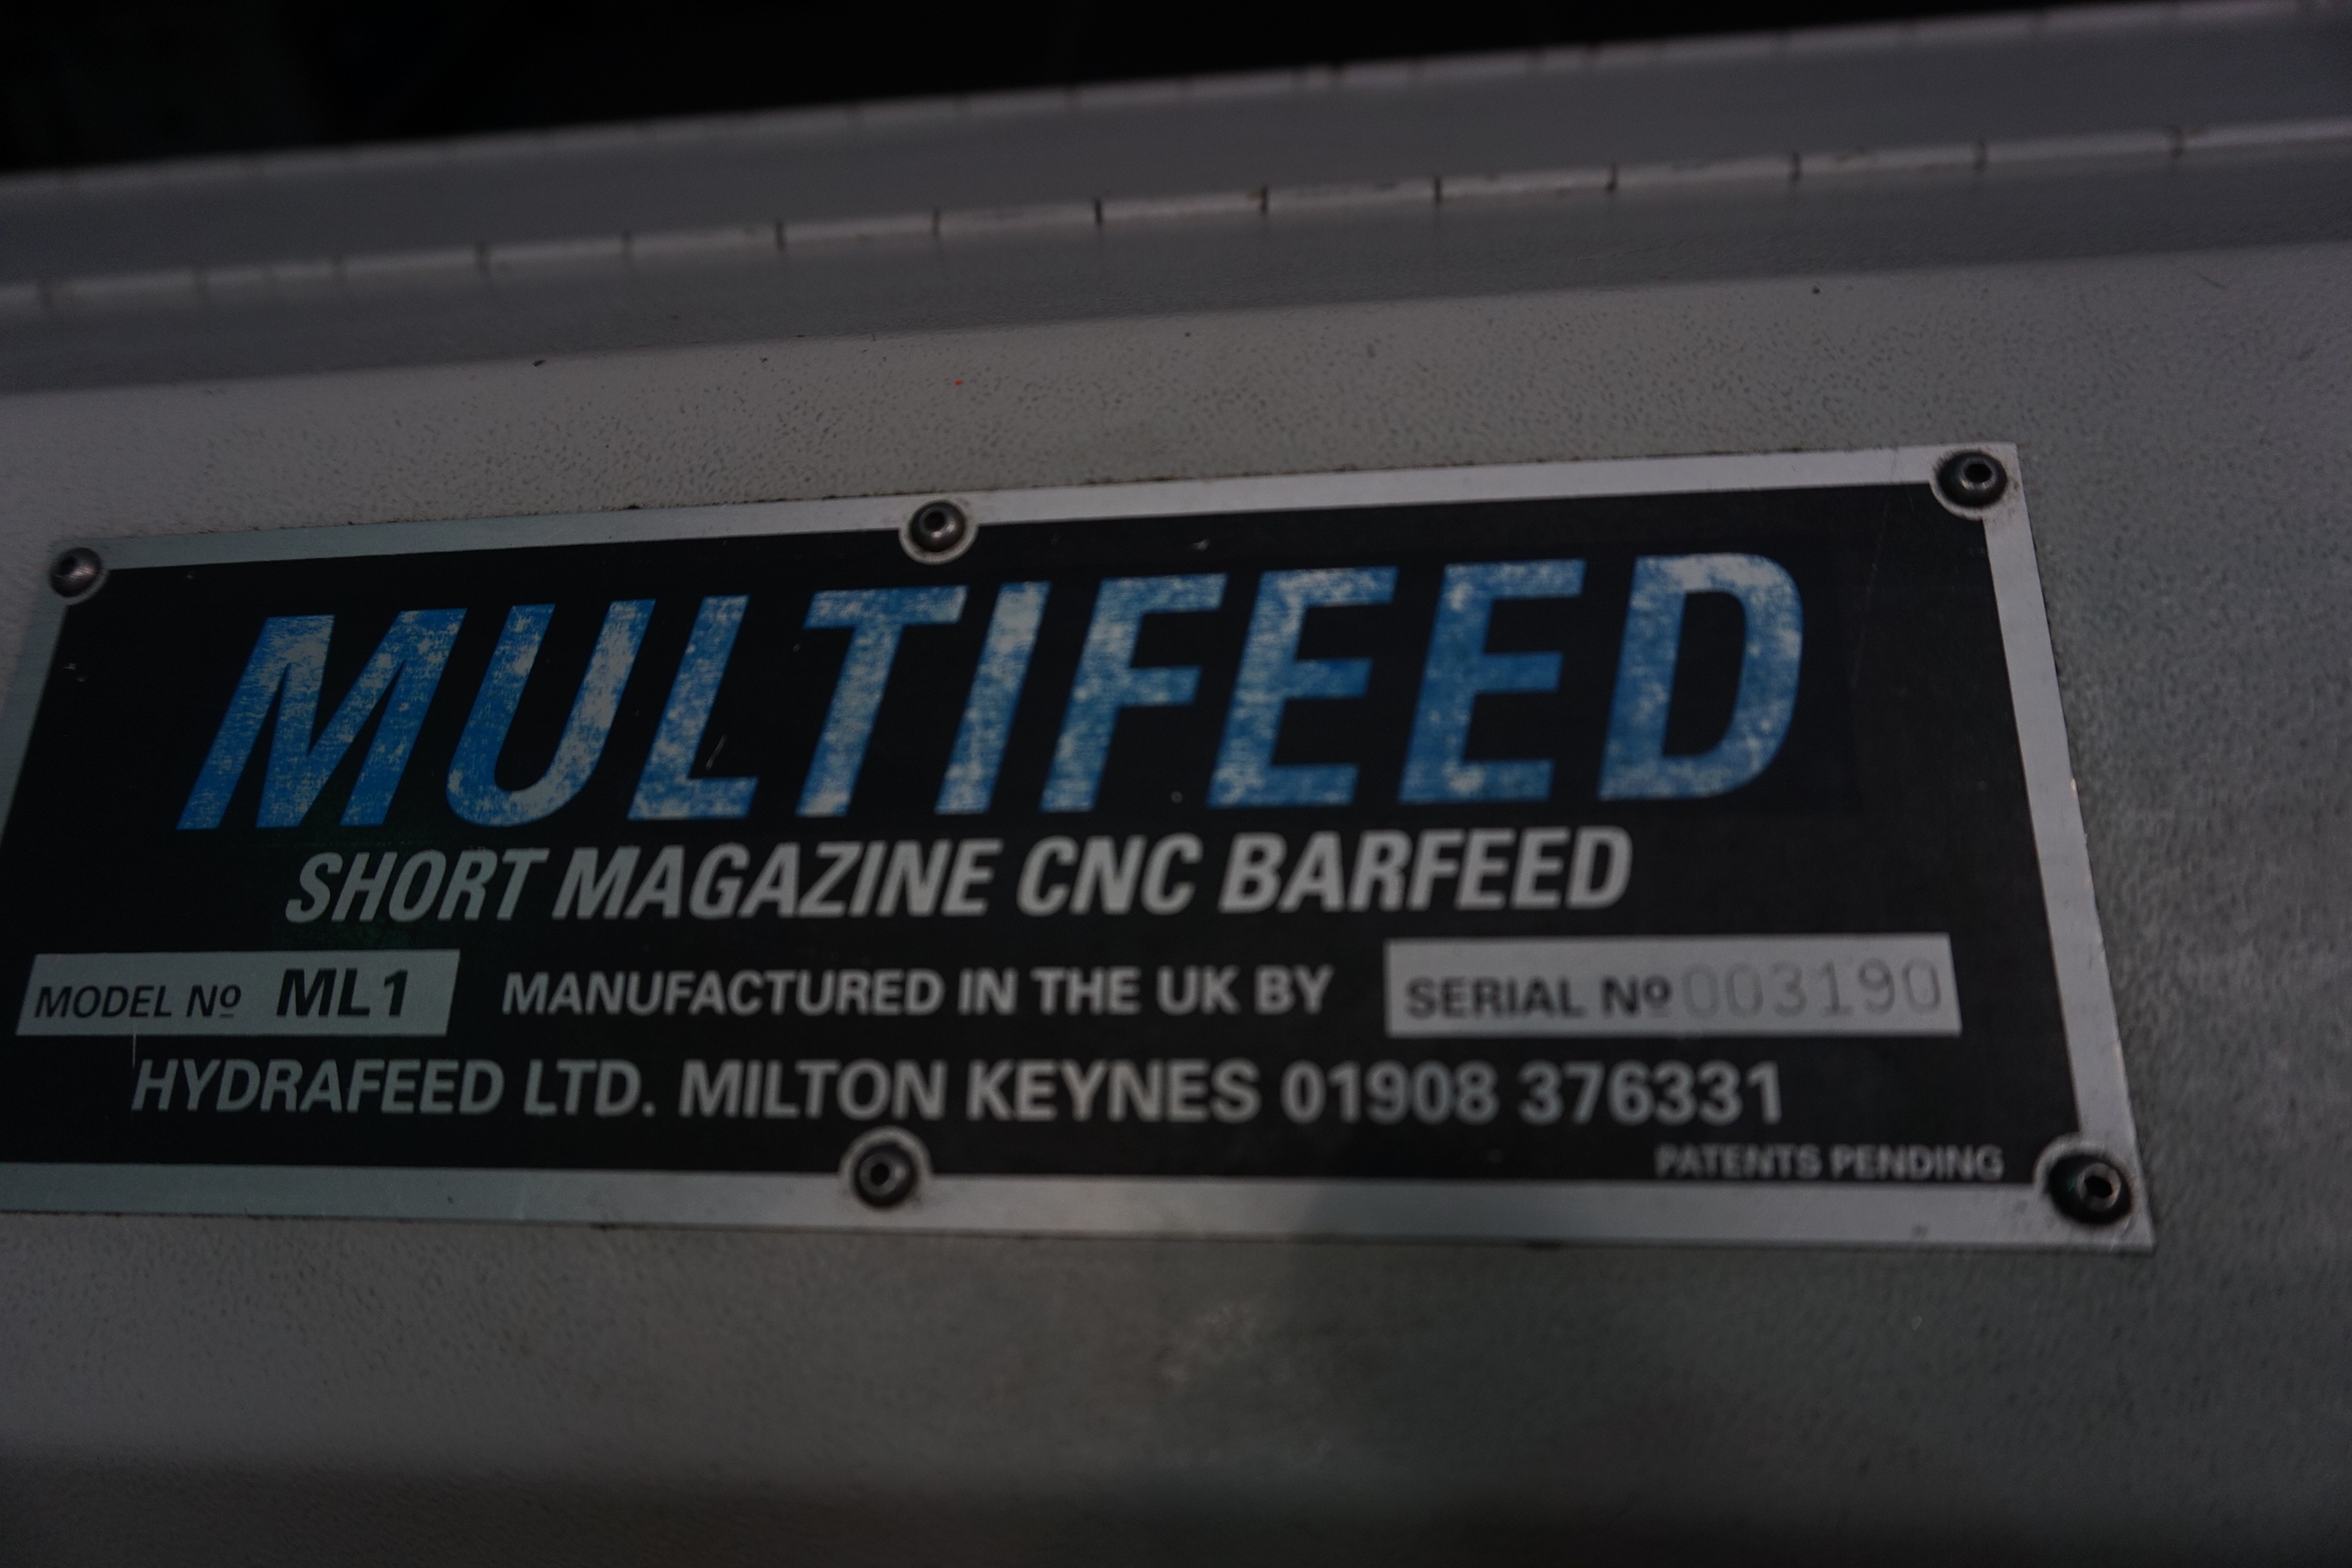 MULTIFEED
SHORT MAGAZINE CNC BARFEED
MODEL Nº ML1 MANUFACTURED IN THE UK BY SERIAL Nº 003190
HYDRAFEED LTD. MILTON KEYNES 01908 376331
PATENTS PENDING